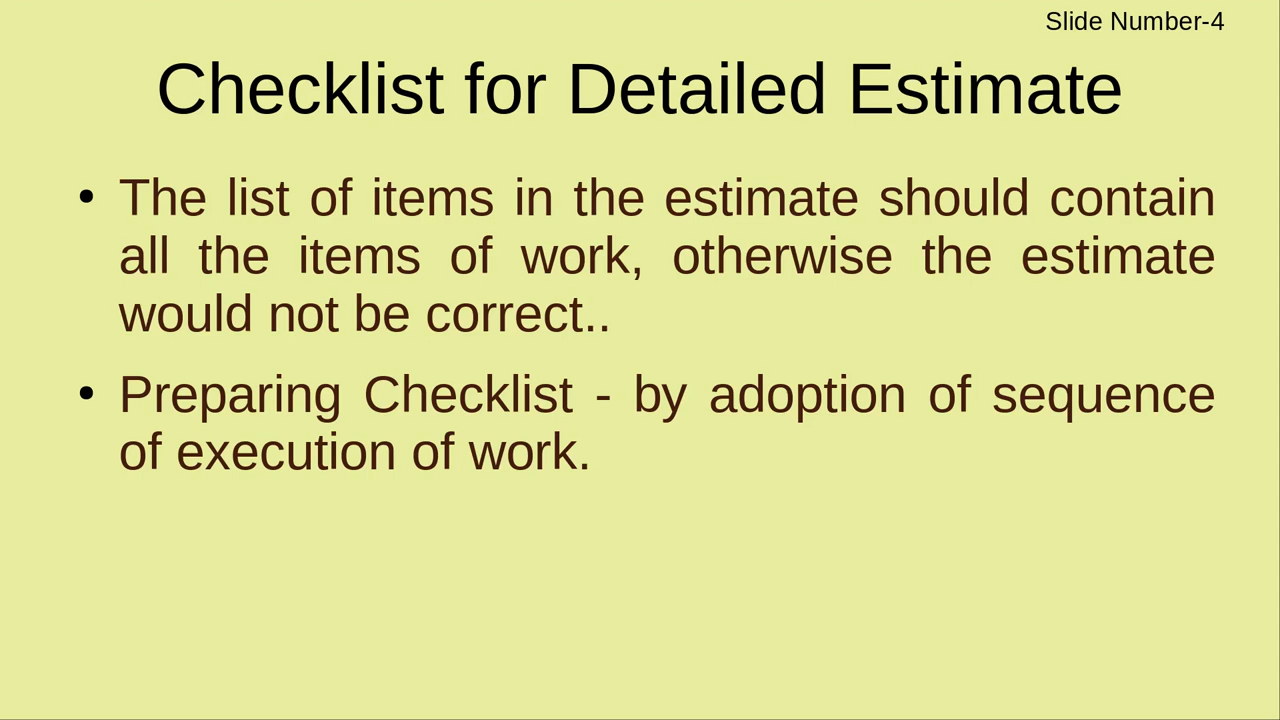 Slide Number-4
Checklist for Detailed Estimate
• The list of items in the estimate should contain
all the items of work, otherwise the estimate
would not be correct..
• Preparing Checklist - by adoption of sequence
of execution of work.